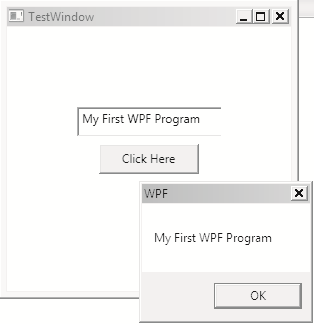 TestWindow
My First WPF Program
Click Here
WPF
My First WPF Program
OK